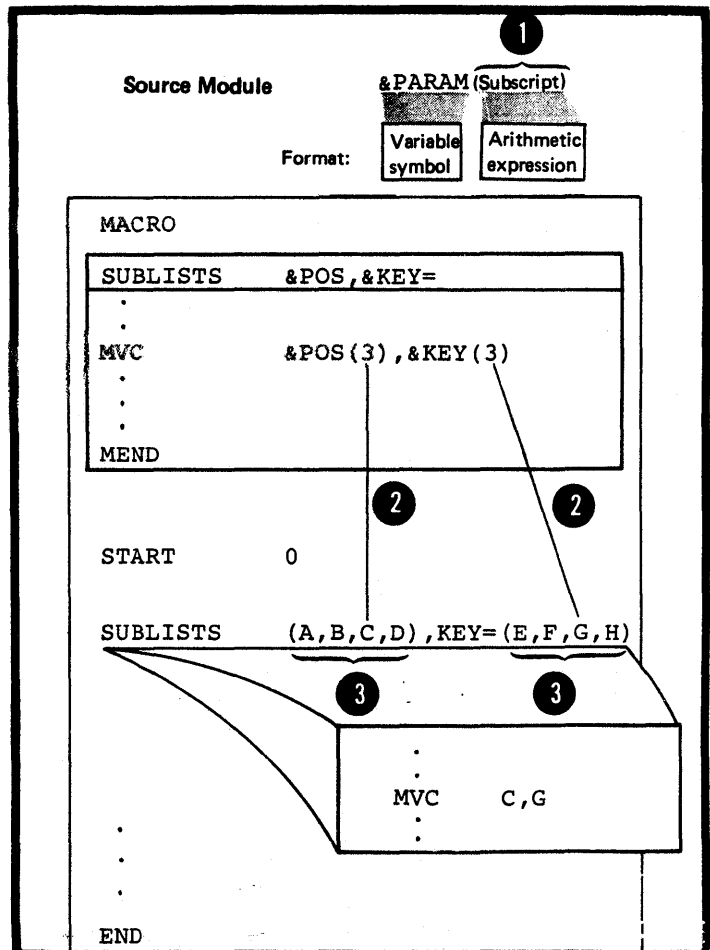 1
Source Module &PARAM(Subscript)
Format: Variable symbol Arithmetic expression
MACRO
SUBLISTS &POS,&KEY=
.
.
MVC &POS(3),&KEY(3)
.
.
.
MEND
2 2
START 0
SUBLISTS (A,B,C,D),KEY=(E,F,G,H)
3 3
.
.
MVC C,G
.
.
.
.
.
END